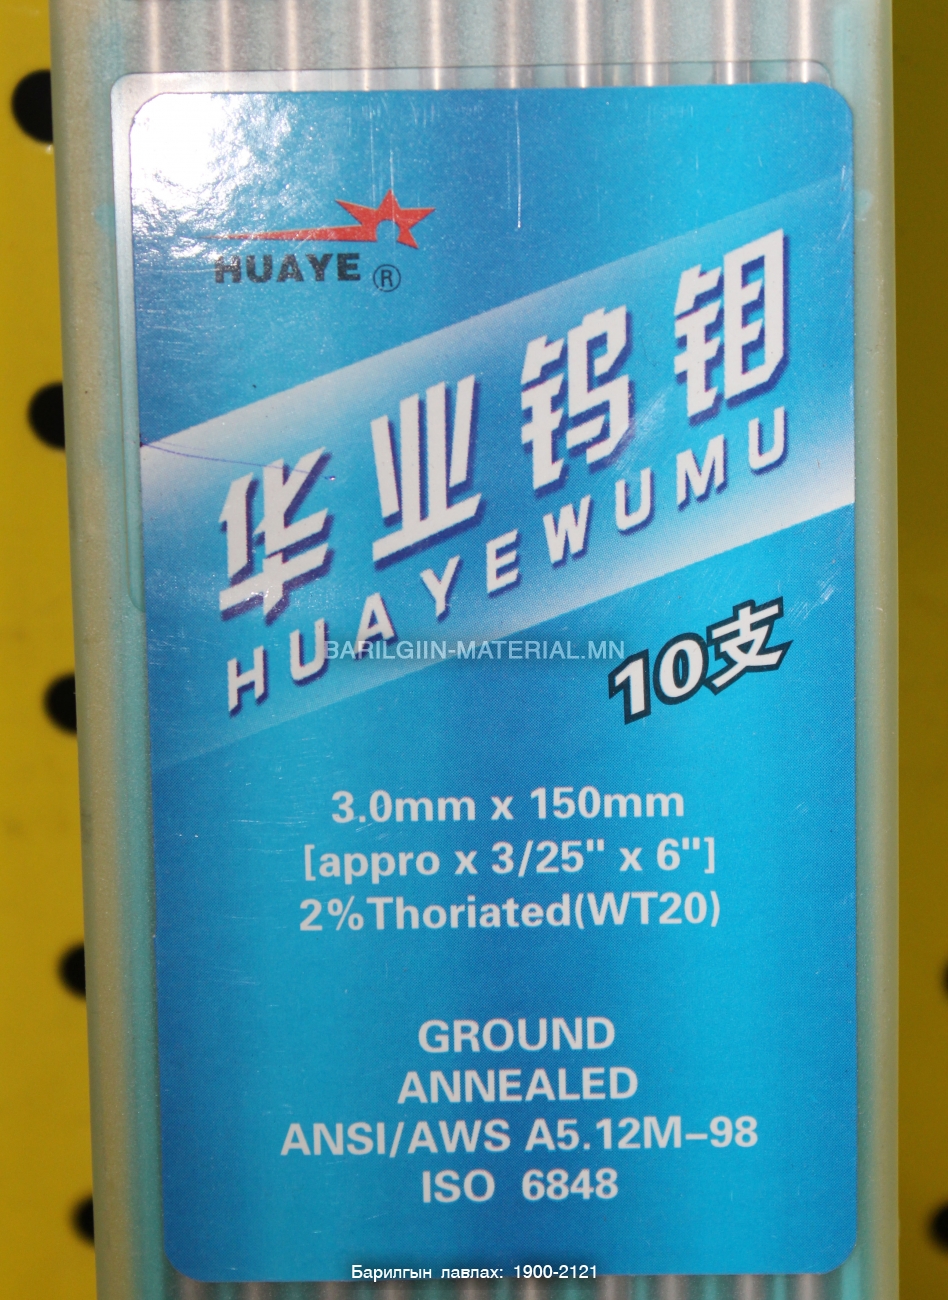 HUAYE ®
华业钨钼
HUAYEWUMU
BARILGIIN-MATERIAL.MN
10支
3.0mm x 150mm
[appro x 3/25" x 6"]
2%Thoriated(WT20)
GROUND
ANNEALED
ANSI/AWS A5.12M-98
ISO 6848
Барилгын лавлах: 1900-2121